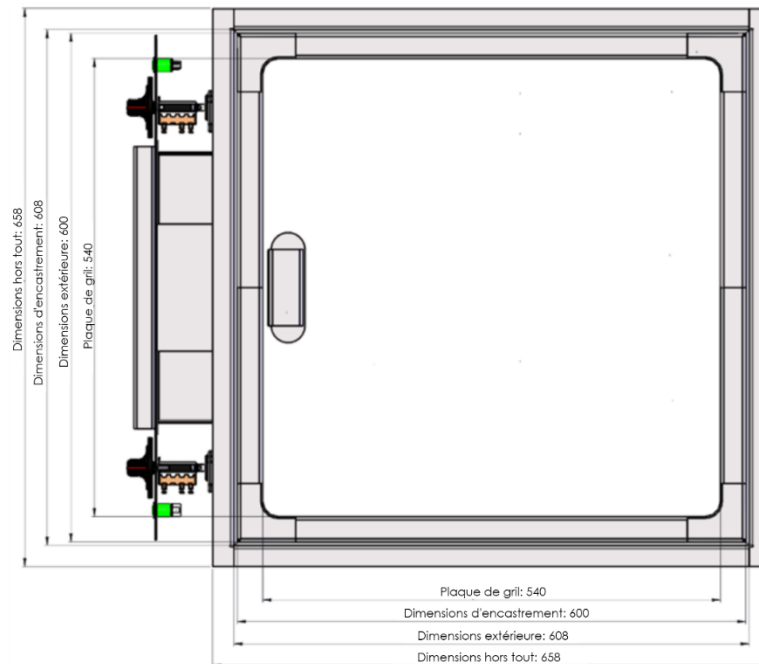 Dimensions hors tout: 658
Dimensions d'encastrement: 608
Dimensions extérieure: 600
Plaque de gril: 540
Plaque de gril: 540
Dimensions d'encastrement: 600
Dimensions extérieure: 608
Dimensions hors tout: 658